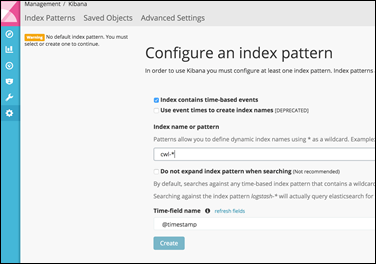 Management / Kibana
Index Patterns Saved Objects Advanced Settings
Warning No default index pattern. You must
select or create one to continue.
Configure an index pattern
In order to use Kibana you must configure at least one index pattern. Index patterns
Index contains time-based events
Use event times to create index names [DEPRECATED]
Index name or pattern
Patterns allow you to define dynamic index names using * as a wildcard. Example:
cwl-*
Do not expand index pattern when searching (Not recommended)
By default, searches against any time-based index pattern that contains a wildcard
Searching against the index pattern logstash-* will actually query elasticsearch for
Time-field name refresh fields
@timestamp
Create